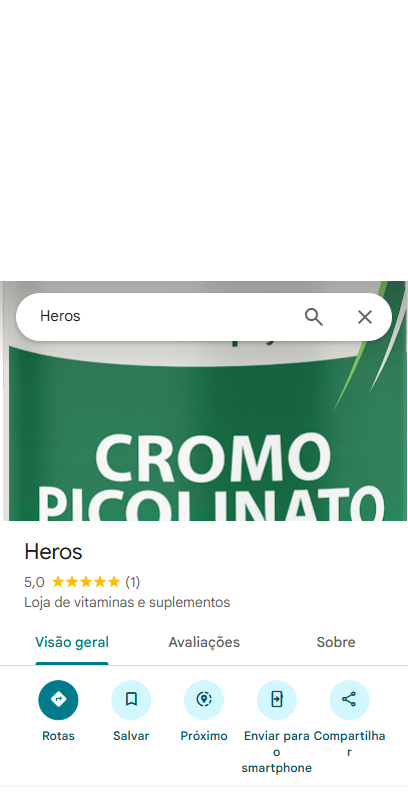 Heros
CROMO
PICOLINATO
Heros
5,0 (1)
Loja de vitaminas e suplementos
Visão geral Avaliações Sobre
Rotas Salvar Próximo Enviar para o smartphone Compartilhar